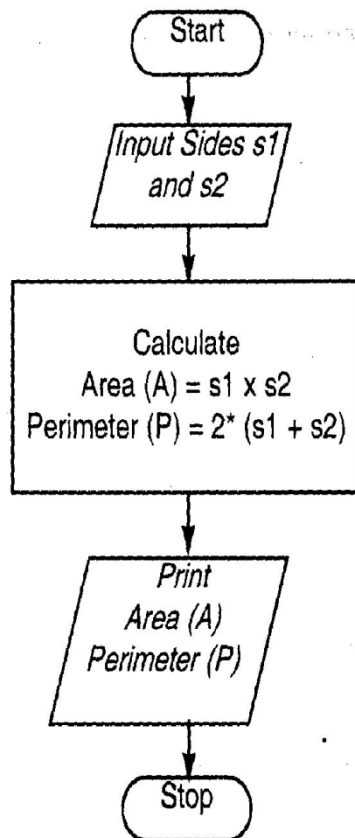 Start
Input Sides s1
and s2
Calculate
Area (A) = s1 x s2
Perimeter (P) = 2* (s1 + s2)
Print
Area (A)
Perimeter (P)
Stop